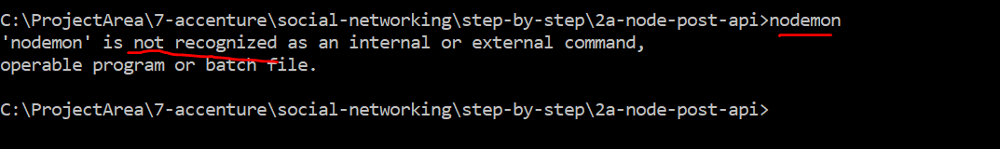 C:\ProjectArea\7-accenture\social-networking\step-by-step\2a-node-post-api>nodemon
'nodemon' is not recognized as an internal or external command,
operable program or batch file.
C:\ProjectArea\7-accenture\social-networking\step-by-step\2a-node-post-api>